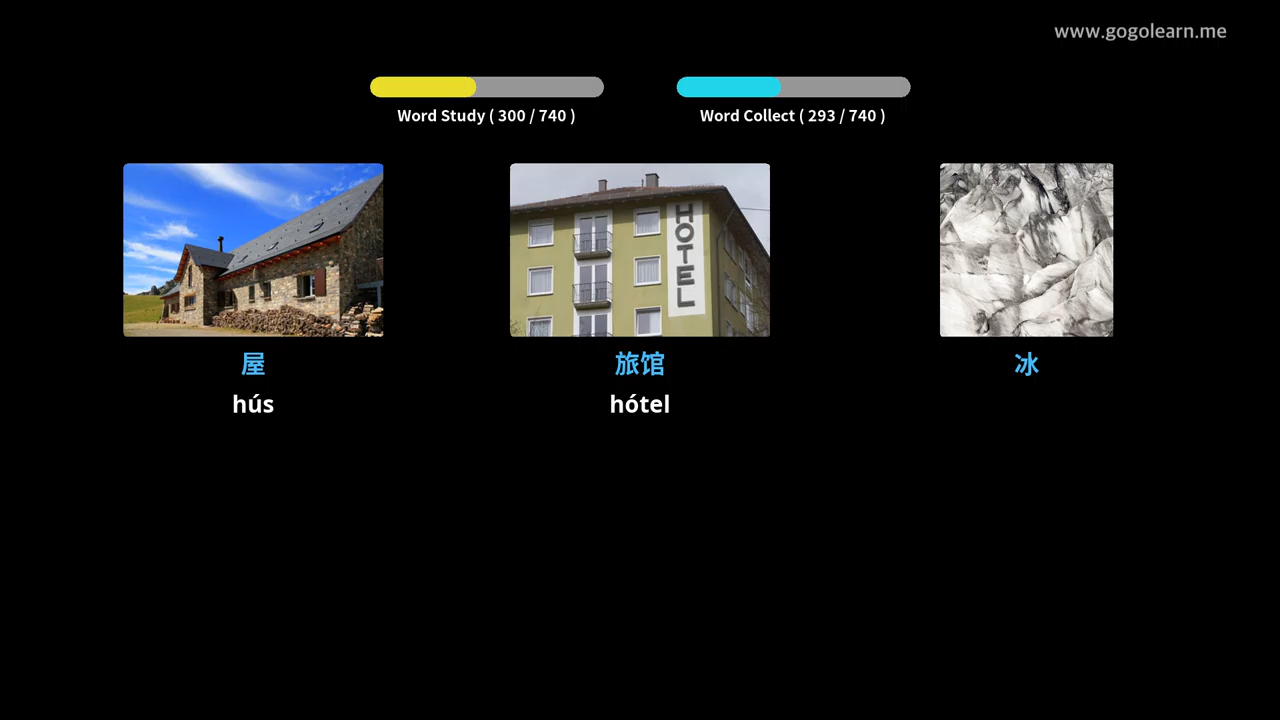 www.gogolearn.me
Word Study ( 300 / 740 )
Word Collect ( 293 / 740 )
HOTEL
屋
旅馆
冰
hús
hótel